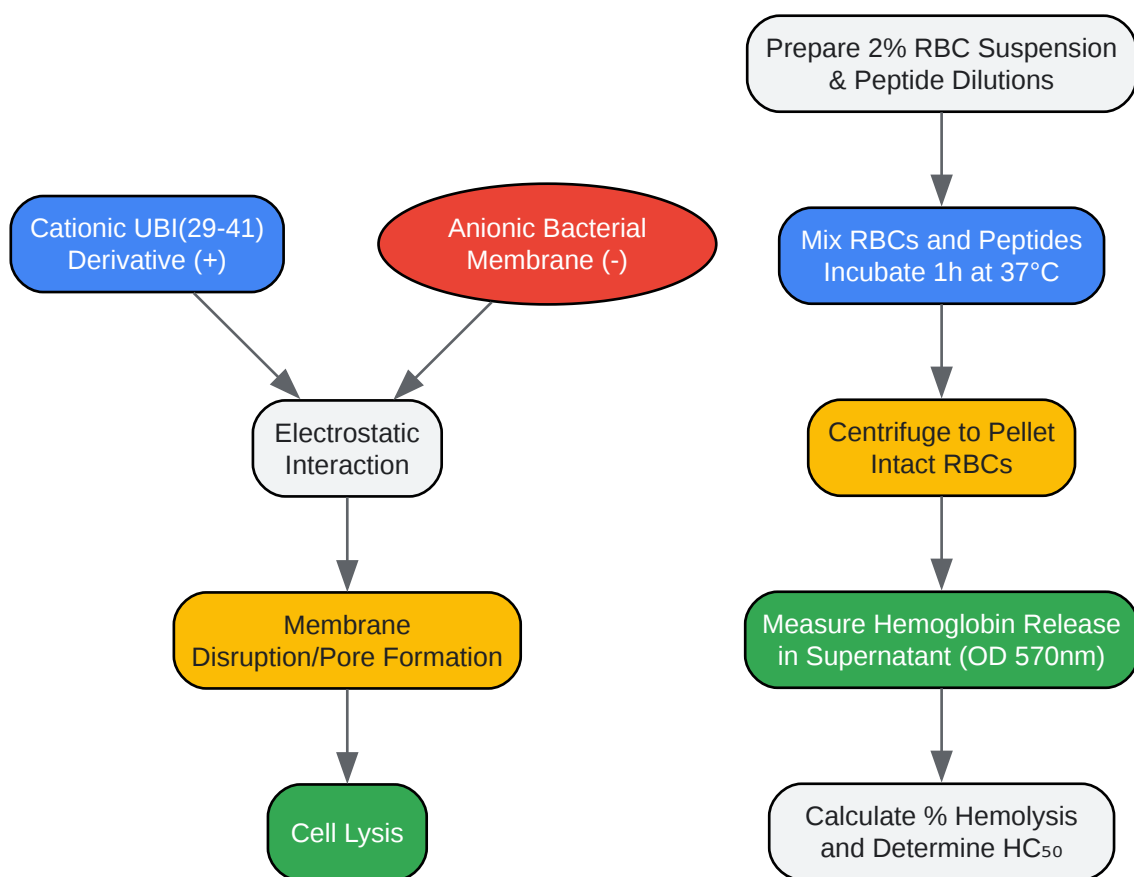 Cationic UBI(29-41)
Derivative (+)
Anionic Bacterial
Membrane (-)
Electrostatic
Interaction
Membrane
Disruption/Pore Formation
Cell Lysis
Prepare 2% RBC Suspension
& Peptide Dilutions
Mix RBCs and Peptides
Incubate 1h at 37°C
Centrifuge to Pellet
Intact RBCs
Measure Hemoglobin Release
in Supernatant (OD 570nm)
Calculate % Hemolysis
and Determine HC₅₀